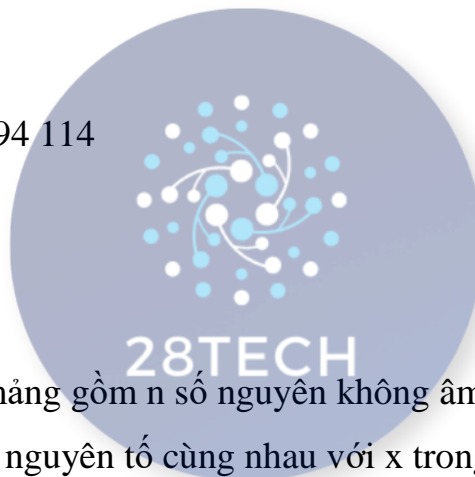 94 114
28TECH
mảng gồm n số nguyên không âm
nguyên tố cùng nhau với x trong